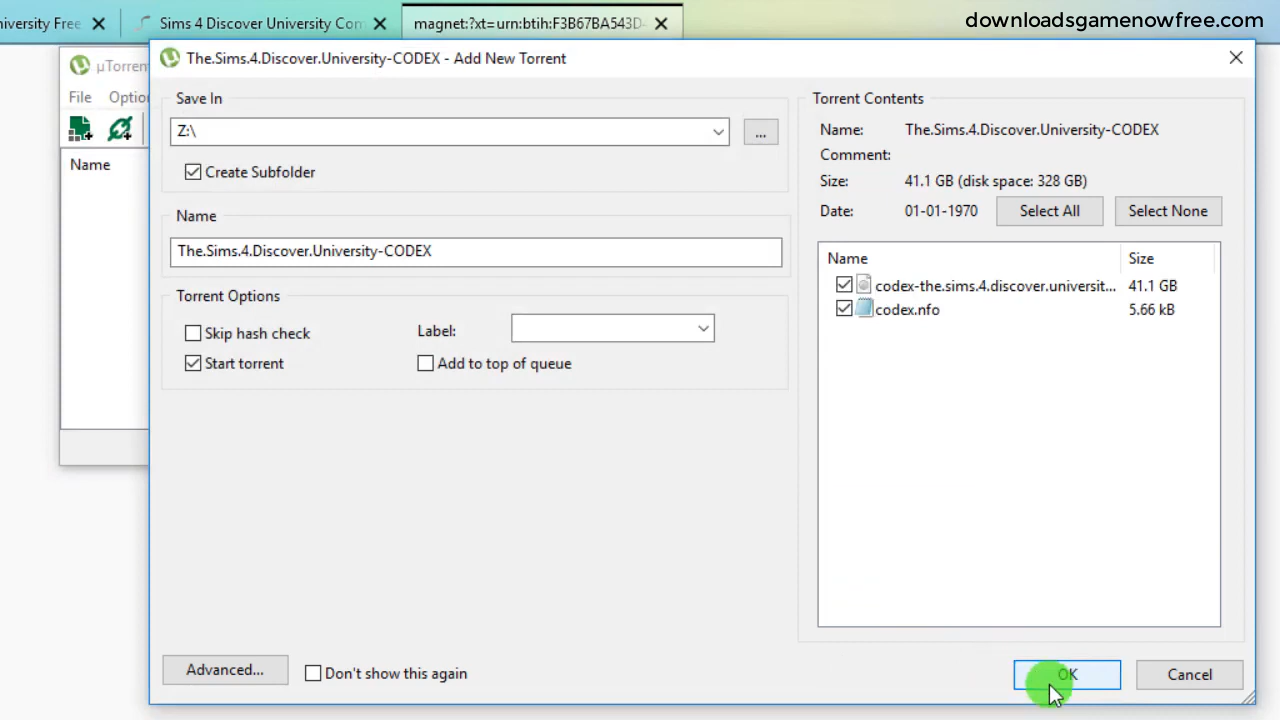 iversity Free
Sims 4 Discover University Con
magnet:?xt=urn:btih:F3B67BA543D
downloadsgamenowfree.com
µTorrent
The.Sims.4.Discover.University-CODEX - Add New Torrent
File Optio
Name
Save In
Z:\
...
Create Subfolder
Name
The.Sims.4.Discover.University-CODEX
Torrent Options
Skip hash check
Label:
Start torrent
Add to top of queue
Torrent Contents
Name: The.Sims.4.Discover.University-CODEX
Comment:
Size: 41.1 GB (disk space: 328 GB)
Date: 01-01-1970 Select All Select None
Name Size
codex-the.sims.4.discover.universit... 41.1 GB
codex.nfo 5.66 kB
Advanced...
Don't show this again
OK
Cancel